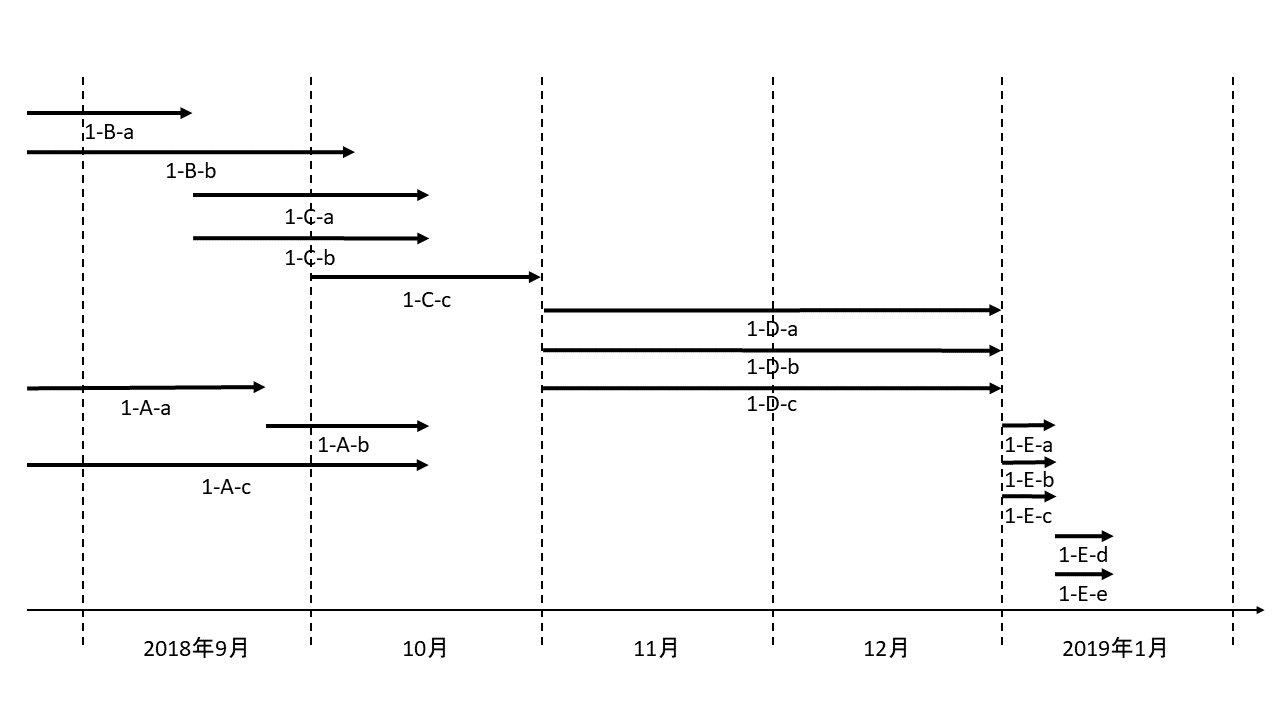 1-B-a
1-B-b
1-C-a
1-C-b
1-C-c
1-D-a
1-D-b
1-D-c
1-A-a
1-A-b
1-A-c
1-E-a
1-E-b
1-E-c
1-E-d
1-E-e
2018年9月 10月 11月 12月 2019年1月